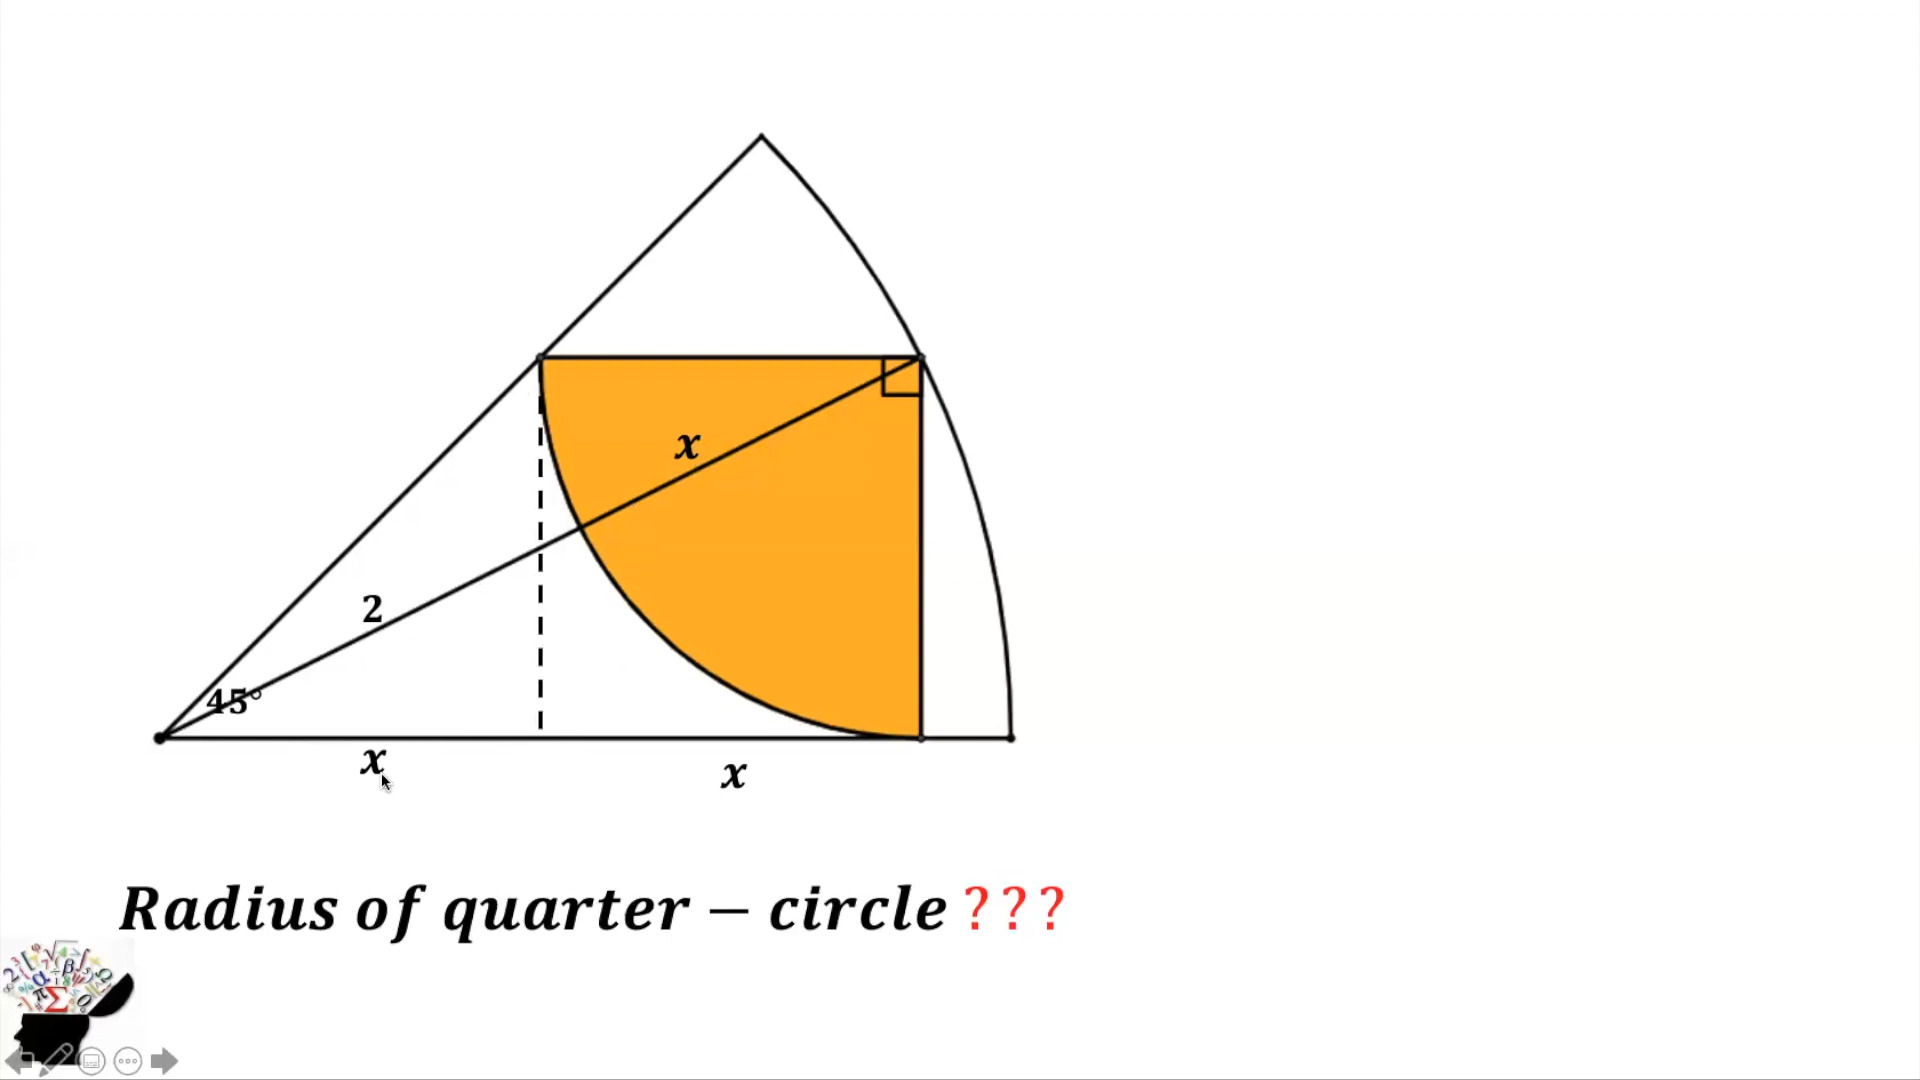 x
2
45°
x
x
Radius of quarter − circle ???